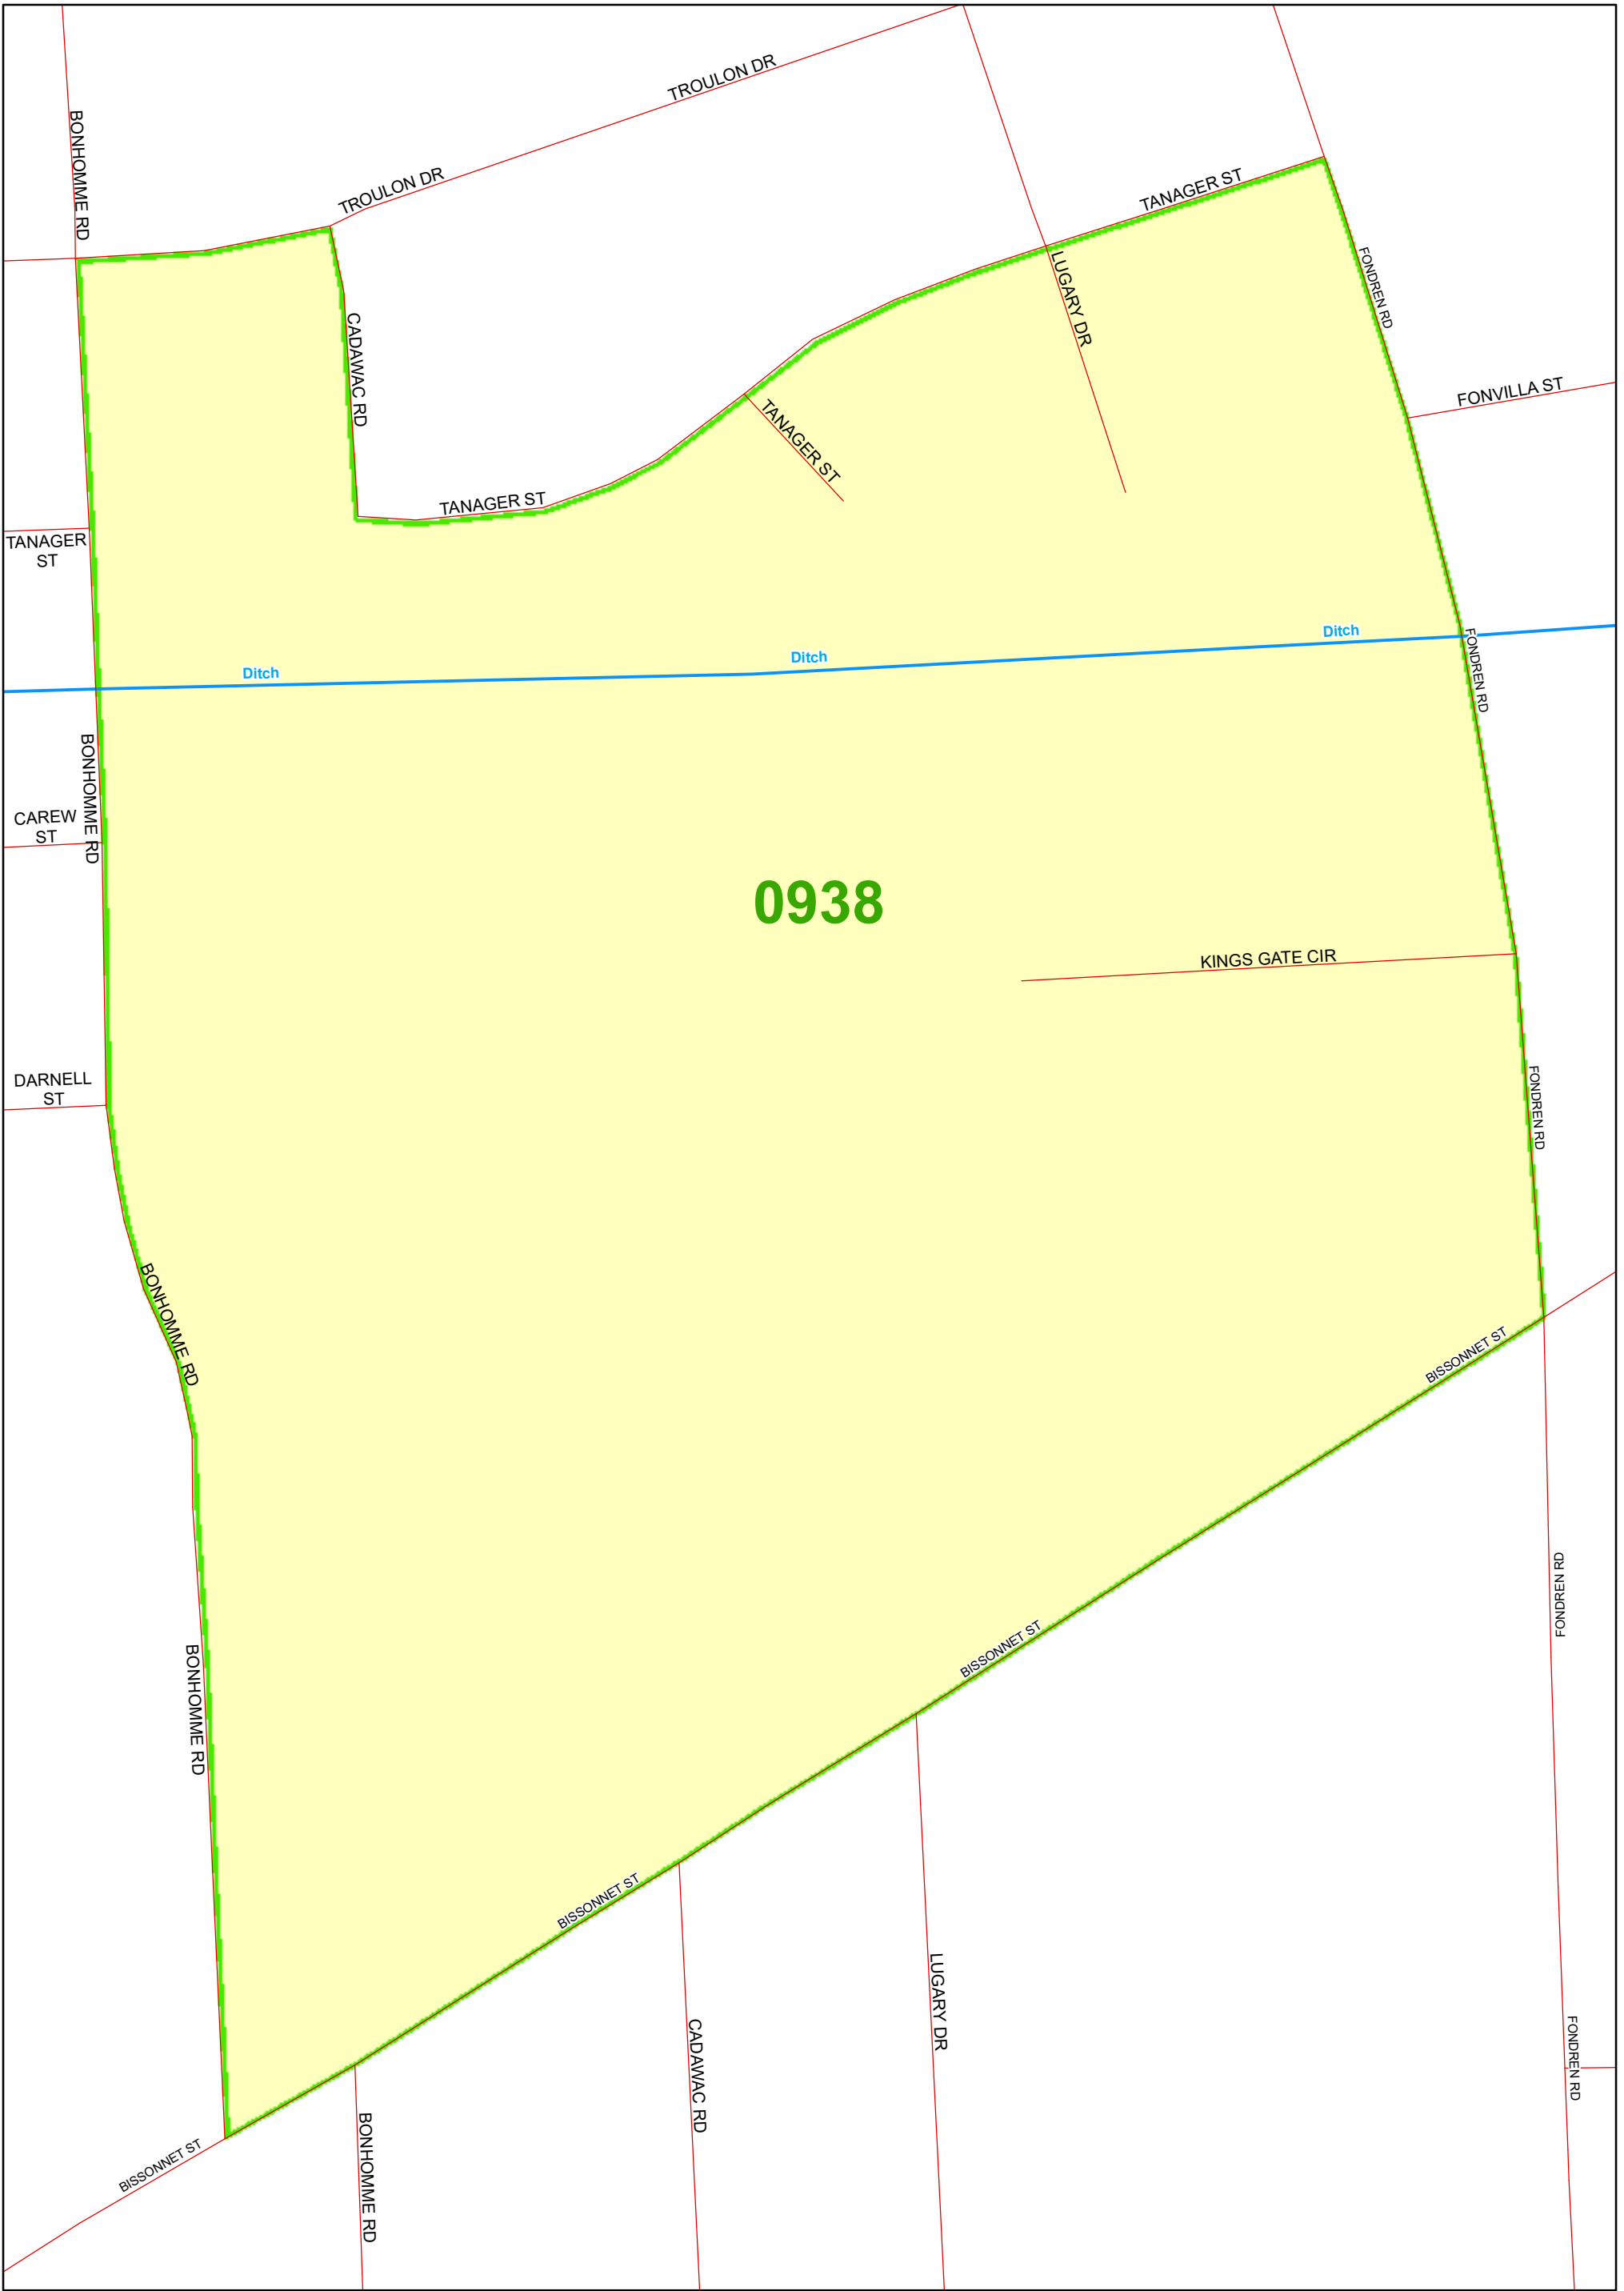 TROULON DR
BONHOMME RD
TROULON DR
TANAGER ST
LUGARY DR
FONDREN RD
CADAWAC RD
FONVILLA ST
TANAGER ST
TANAGER ST
TANAGER
ST
Ditch
Ditch
Ditch
FONDREN RD
BONHOMME RD
CAREW
ST
0938
KINGS GATE CIR
DARNELL
ST
FONDREN RD
BONHOMME RD
BISSONNET ST
FONDREN RD
BISSONNET ST
BONHOMME RD
BISSONNET ST
LUGARY DR
CADAWAC RD
FONDREN RD
BISSONNET ST
BONHOMME RD